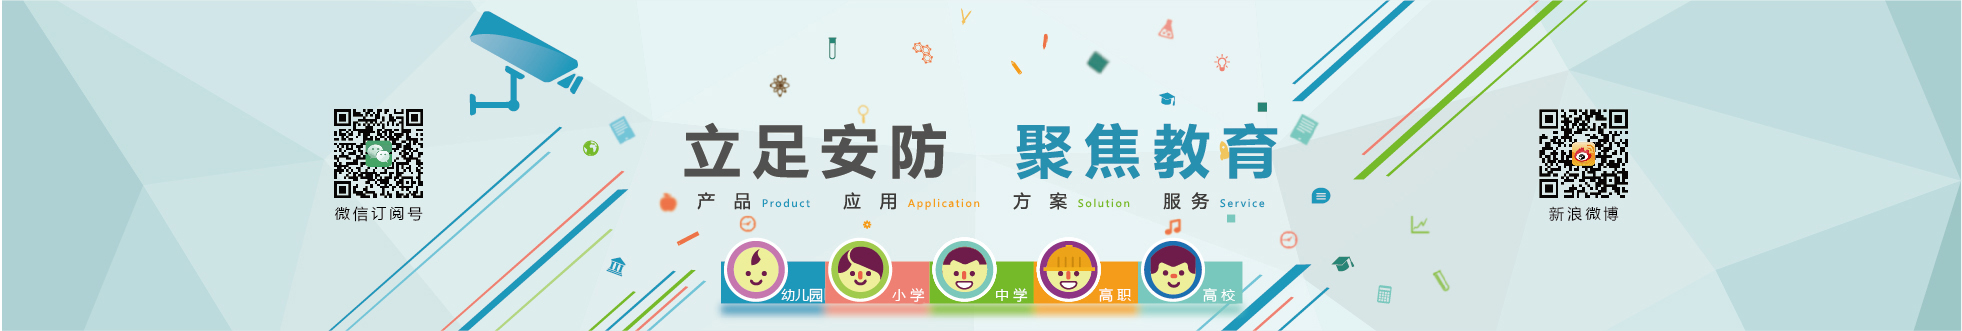 立足安防 聚焦教育
产品 Product 应用 Application 方案 Solution 服务 Service
微信订阅号
新浪微博
幼儿园 小学 中学 高职 高校